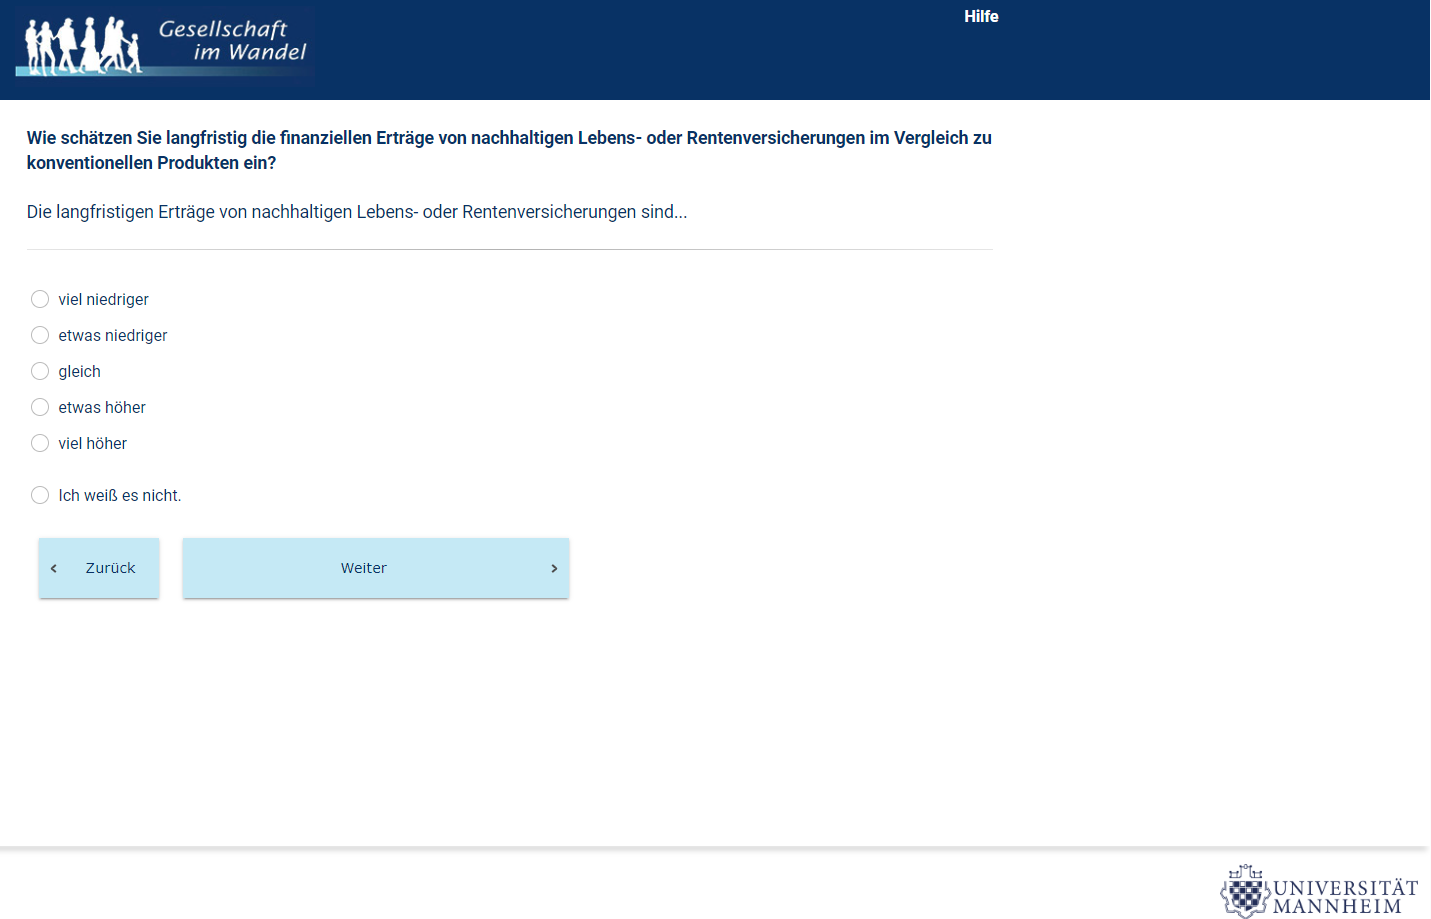 Gesellschaft
im Wandel
Hilfe
Wie schätzen Sie langfristig die finanziellen Erträge von nachhaltigen Lebens- oder Rentenversicherungen im Vergleich zu
konventionellen Produkten ein?
Die langfristigen Erträge von nachhaltigen Lebens- oder Rentenversicherungen sind...
viel niedriger
etwas niedriger
gleich
etwas höher
viel höher
Ich weiß es nicht.
Zurück
Weiter
UNIVERSITÄT
MANNHEIM